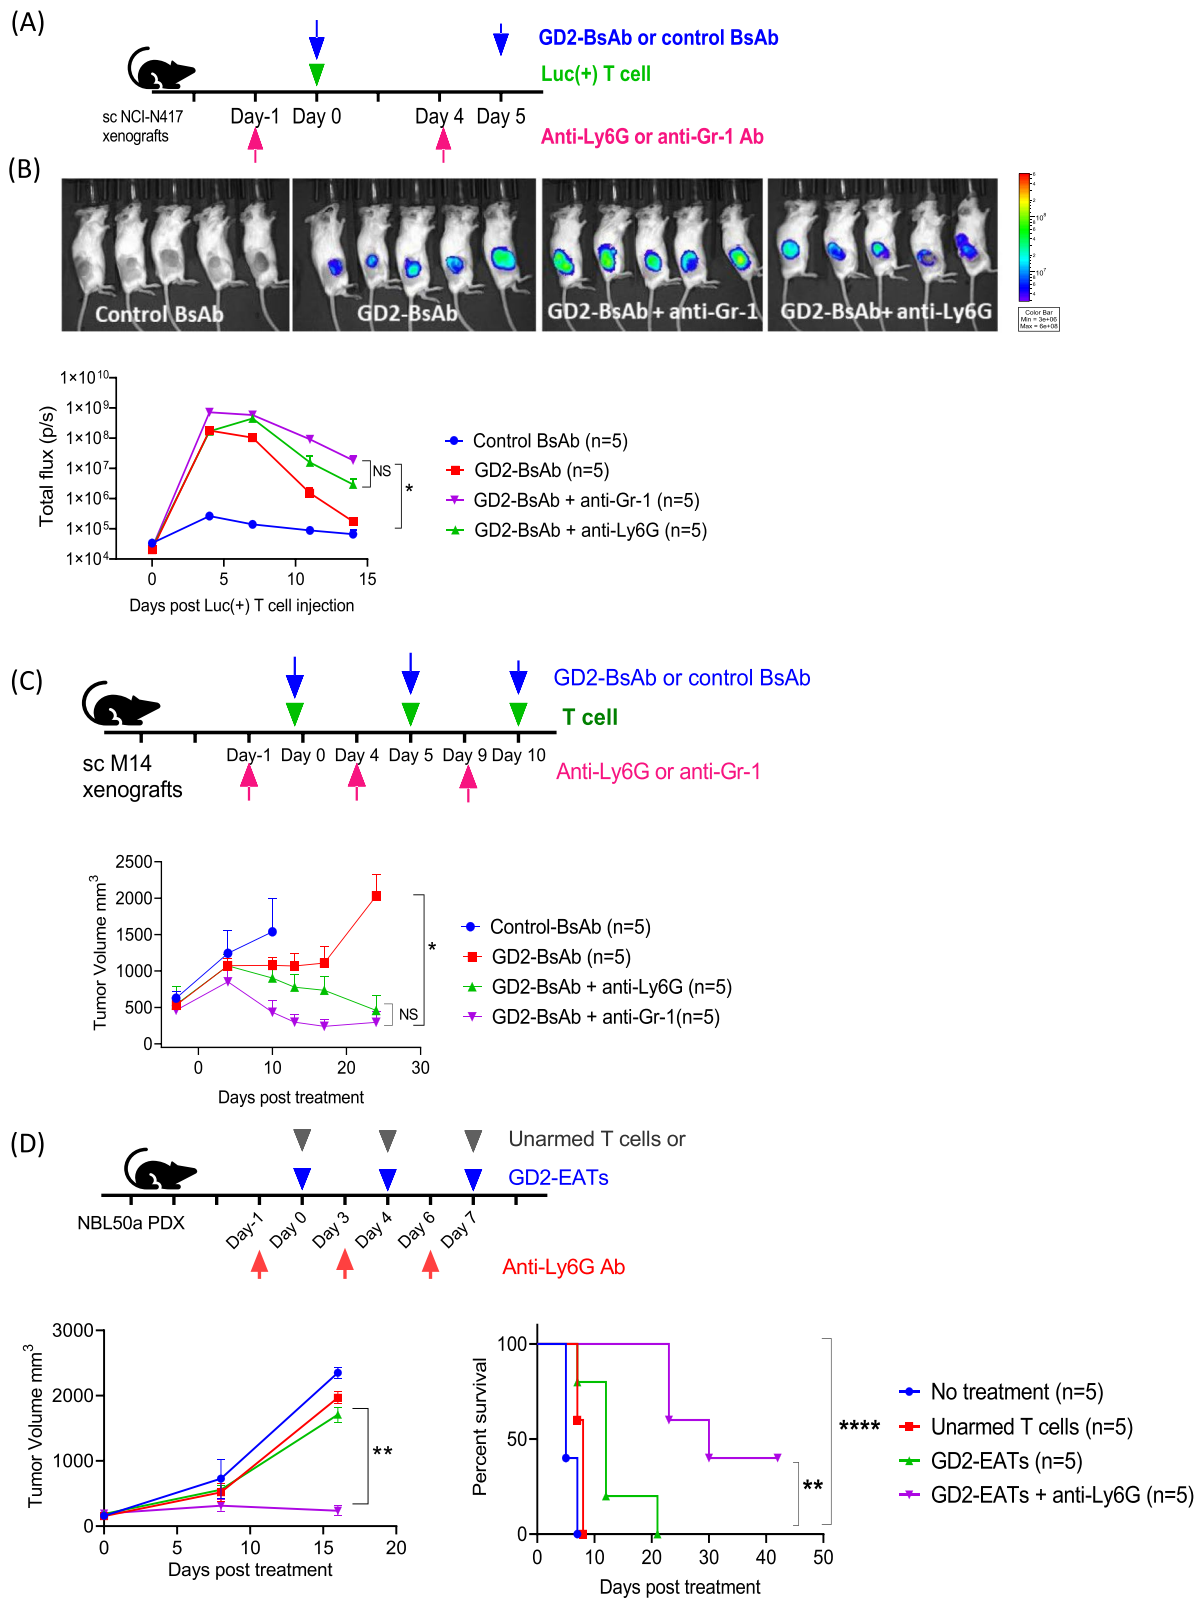 (A)
GD2-BsAb or control BsAb
Luc(+) T cell
sc NCI-N417
xenografts
Day-1 Day 0 Day 4 Day 5
Anti-Ly6G or anti-Gr-1 Ab
(B)
Control BsAb
GD2-BsAb
GD2-BsAb + anti-Gr-1
GD2-BsAb+ anti-Ly6G
10⁸
10⁷
Color Bar
Min = 3e+06
Max = 6e+08
Total flux (p/s)
1×10¹⁰
1×10⁹
1×10⁸
1×10⁷
1×10⁶
1×10⁵
1×10⁴
0 5 10 15
Days post Luc(+) T cell injection
NS
*
Control BsAb (n=5)
GD2-BsAb (n=5)
GD2-BsAb + anti-Gr-1 (n=5)
GD2-BsAb + anti-Ly6G (n=5)
(C)
GD2-BsAb or control BsAb
T cell
sc M14
xenografts
Day-1 Day 0 Day 4 Day 5 Day 9 Day 10
Anti-Ly6G or anti-Gr-1
Tumor Volume mm³
2500
2000
1500
1000
500
0
0 10 20 30
Days post treatment
NS
*
Control-BsAb (n=5)
GD2-BsAb (n=5)
GD2-BsAb + anti-Ly6G (n=5)
GD2-BsAb + anti-Gr-1(n=5)
(D)
Unarmed T cells or
GD2-EATs
NBL50a PDX
Day-1 Day 0 Day 3 Day 4 Day 6 Day 7
Anti-Ly6G Ab
Tumor Volume mm³
3000
2000
1000
0
0 5 10 15 20
Days post treatment
**
Percent survival
100
50
0
0 10 20 30 40 50
Days post treatment
**
****
No treatment (n=5)
Unarmed T cells (n=5)
GD2-EATs (n=5)
GD2-EATs + anti-Ly6G (n=5)